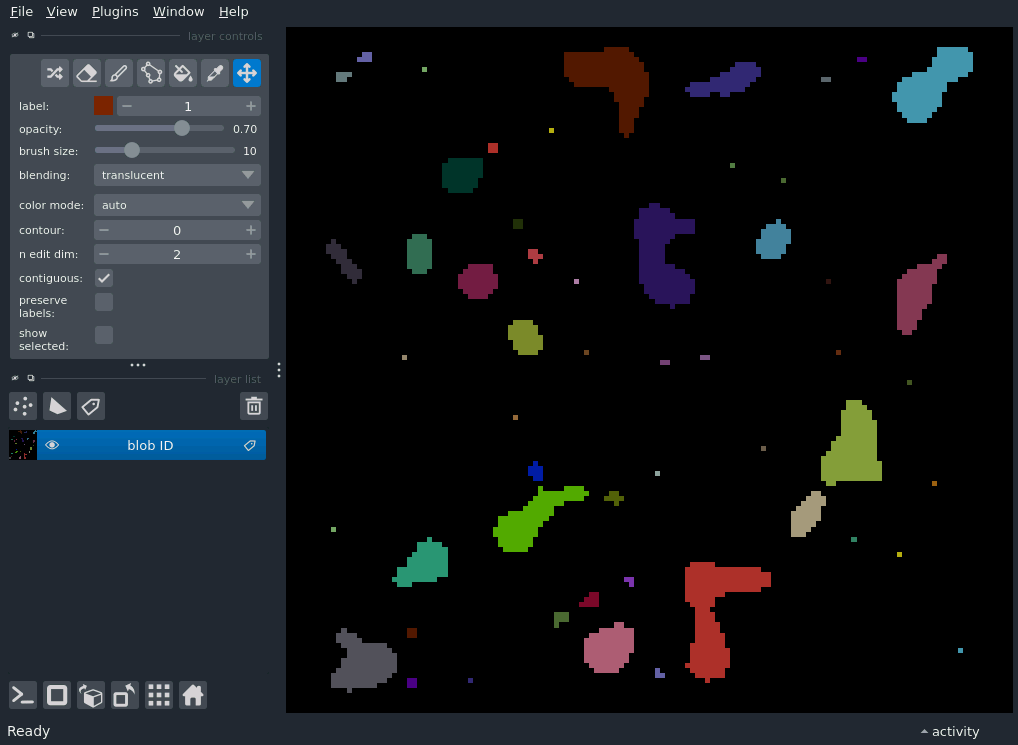 File View Plugins Window Help
layer controls
label: 1
opacity: 0.70
brush size: 10
blending: translucent
color mode: auto
contour: 0
n edit dim: 2
contiguous:
preserve
labels:
show
selected:
layer list
blob ID
Ready
activity